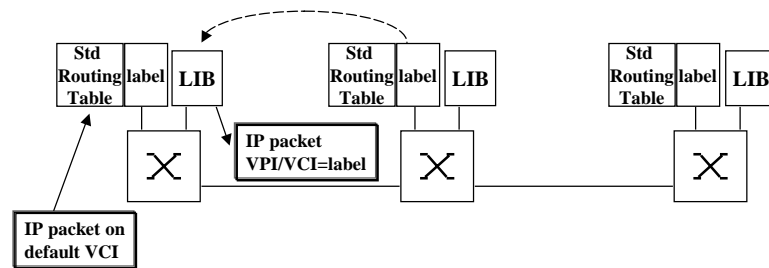 Std
Routing
Table
label
LIB
Std
Routing
Table
label
LIB
Std
Routing
Table
label
LIB
IP packet
VPI/VCI=label
IP packet on
default VCI